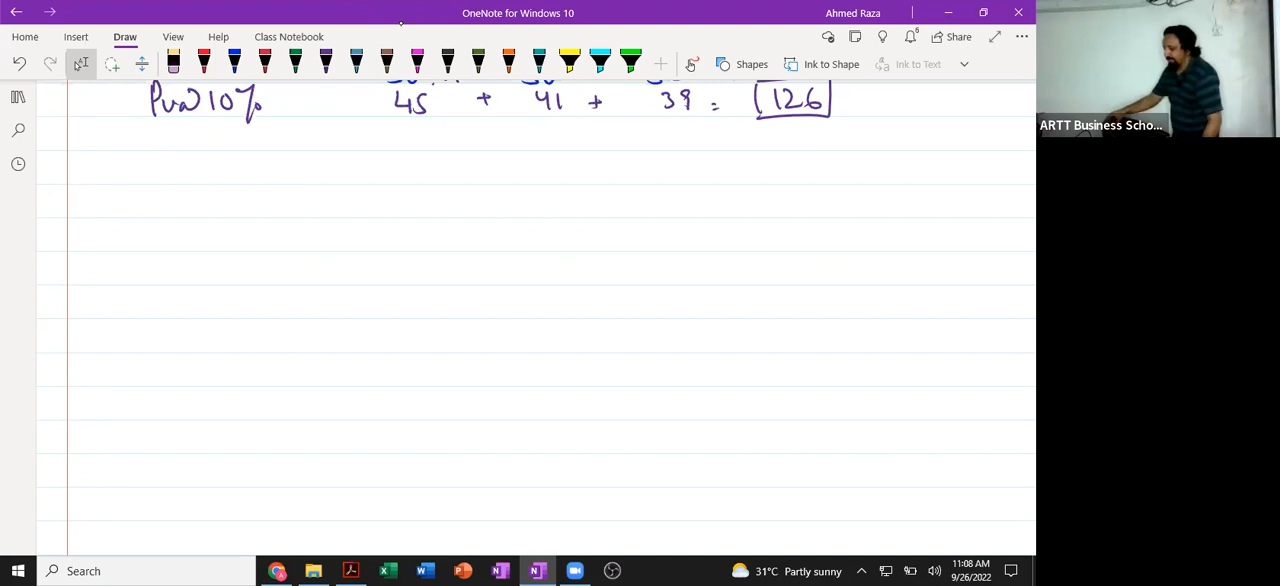 OneNote for Windows 10
Ahmed Raza
Home Insert Draw View Help Class Notebook
6
Share
Shapes Ink to Shape Ink to Text
PV @ 10% 45 + 41 + 39 = 126
ARTT Business Scho...
Search
31°C Partly sunny
11:08 AM
9/26/2022